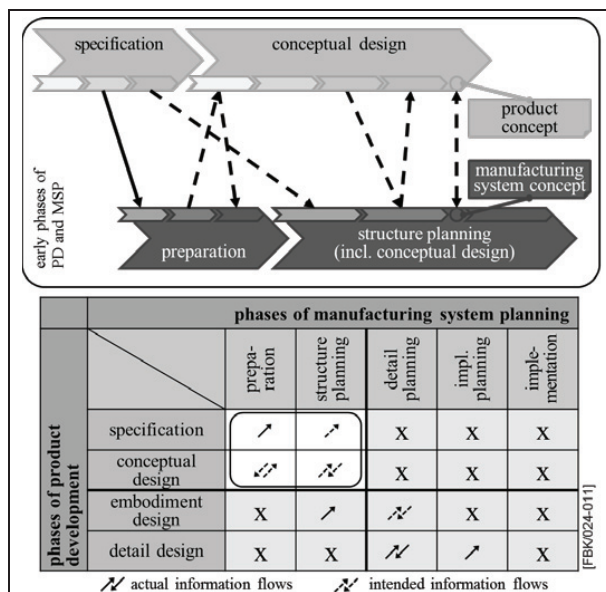 specification
conceptual design
product
concept
manufacturing
system concept
early phases of
PD and MSP
preparation
structure planning
(incl. conceptual design)
phases of manufacturing system planning
prepa-
ration
structure
planning
detail
planning
impl.
planning
imple-
mentation
phases of product
development
specification
X X X
conceptual
design
X X X
embodiment
design
X X X
detail design
X X X
actual information flows intended information flows
[FBK/024-011]